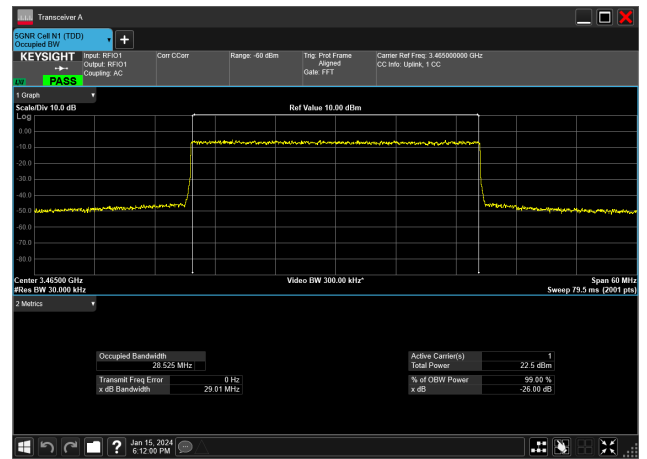 Transceiver A
5GNR Cell N1 (TDD)
Occupied BW
KEYSIGHT
LW
PASS
Input: RFIO1
Output: RFIO1
Coupling: AC
Corr CCorr
Range: -60 dBm
Trig: Prot Frame
Aligned
Gate: FFT
Carrier Ref Freq: 3.465000000 GHz
CC Info: Uplink, 1 CC
1 Graph
Scale/Div 10.0 dB
Ref Value 10.00 dBm
Log
0.00
-10.0
-20.0
-30.0
-40.0
-50.0
-60.0
-70.0
-80.0
Center 3.46500 GHz
Video BW 300.00 kHz*
Span 60 MHz
#Res BW 30.000 kHz
Sweep 79.5 ms (2001 pts)
2 Metrics
Occupied Bandwidth
28.525 MHz
Transmit Freq Error 0 Hz
x dB Bandwidth 29.01 MHz
Active Carrier(s) 1
Total Power 22.5 dBm
% of OBW Power 99.00 %
x dB -26.00 dB
?
Jan 15, 2024
6:12:00 PM